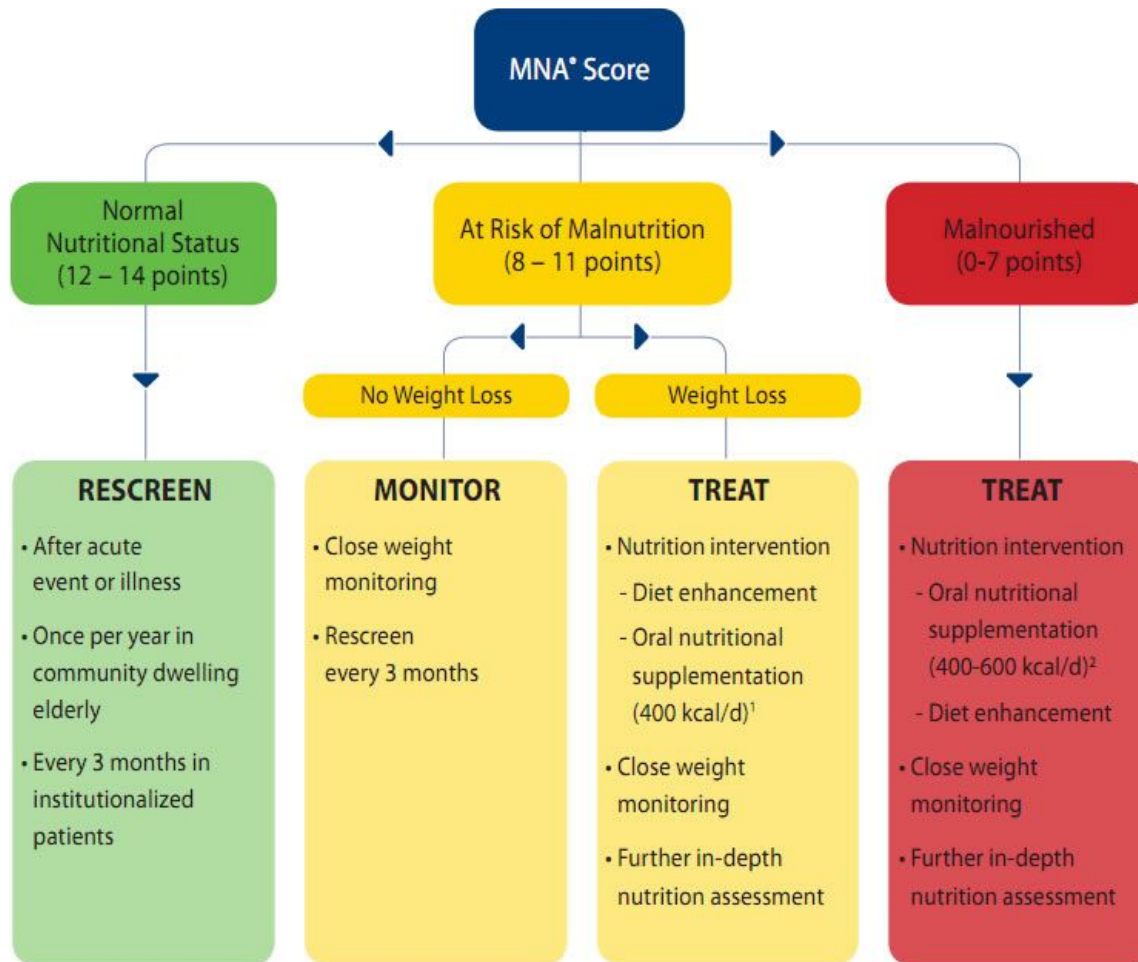 MNA® Score
Normal
Nutritional Status
(12 – 14 points)
At Risk of Malnutrition
(8 – 11 points)
Malnourished
(0-7 points)
No Weight Loss
Weight Loss
RESCREEN
• After acute
event or illness
• Once per year in
community dwelling
elderly
• Every 3 months in
institutionalized
patients
MONITOR
• Close weight
monitoring
• Rescreen
every 3 months
TREAT
• Nutrition intervention
- Diet enhancement
- Oral nutritional
supplementation
(400 kcal/d)¹
• Close weight
monitoring
• Further in-depth
nutrition assessment
TREAT
• Nutrition intervention
- Oral nutritional
supplementation
(400-600 kcal/d)²
- Diet enhancement
• Close weight
monitoring
• Further in-depth
nutrition assessment